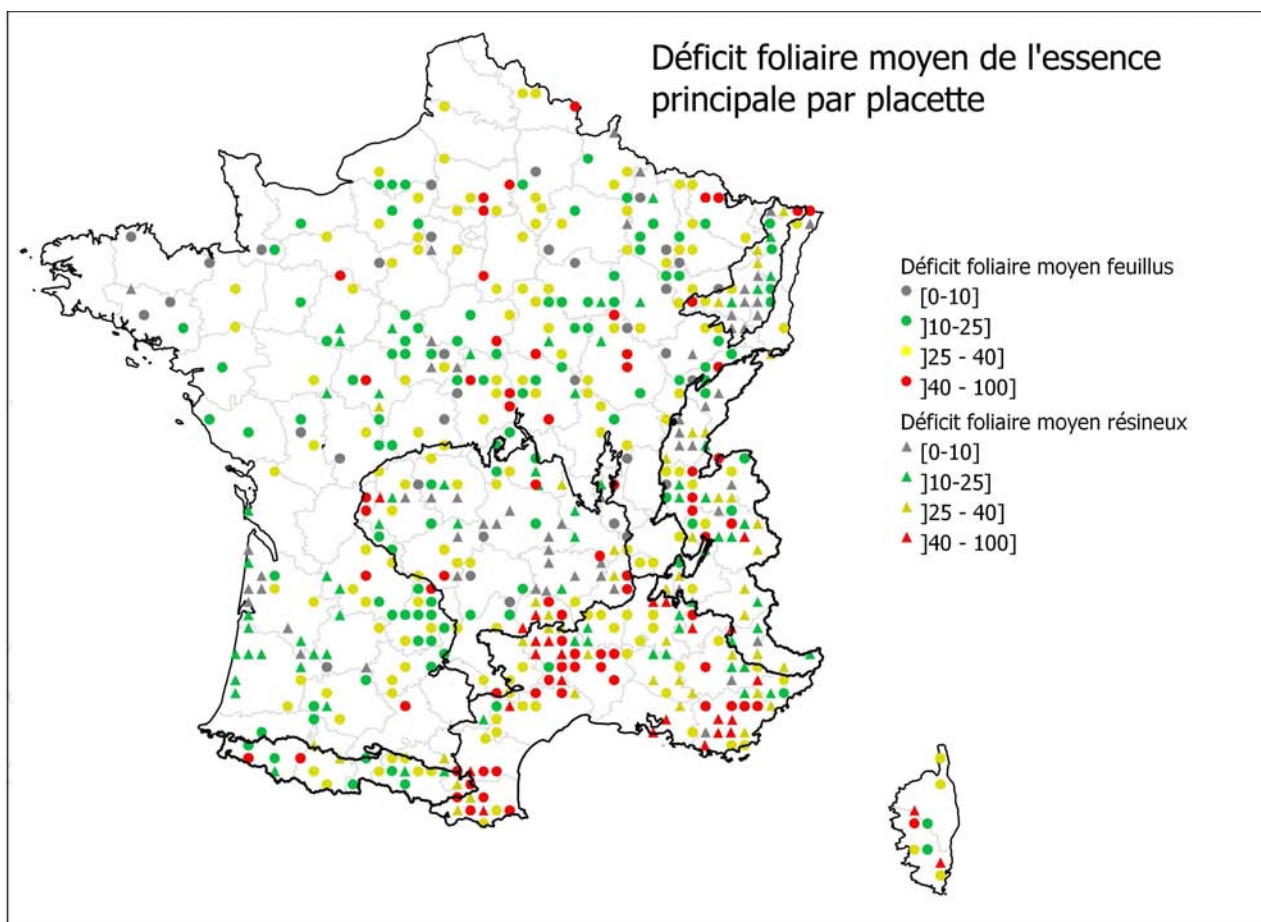 Déficit foliaire moyen de l'essence
principale par placette
Déficit foliaire moyen feuillus
[0-10]
]10-25]
]25 - 40]
]40 - 100]
Déficit foliaire moyen résineux
[0-10]
]10-25]
]25 - 40]
]40 - 100]